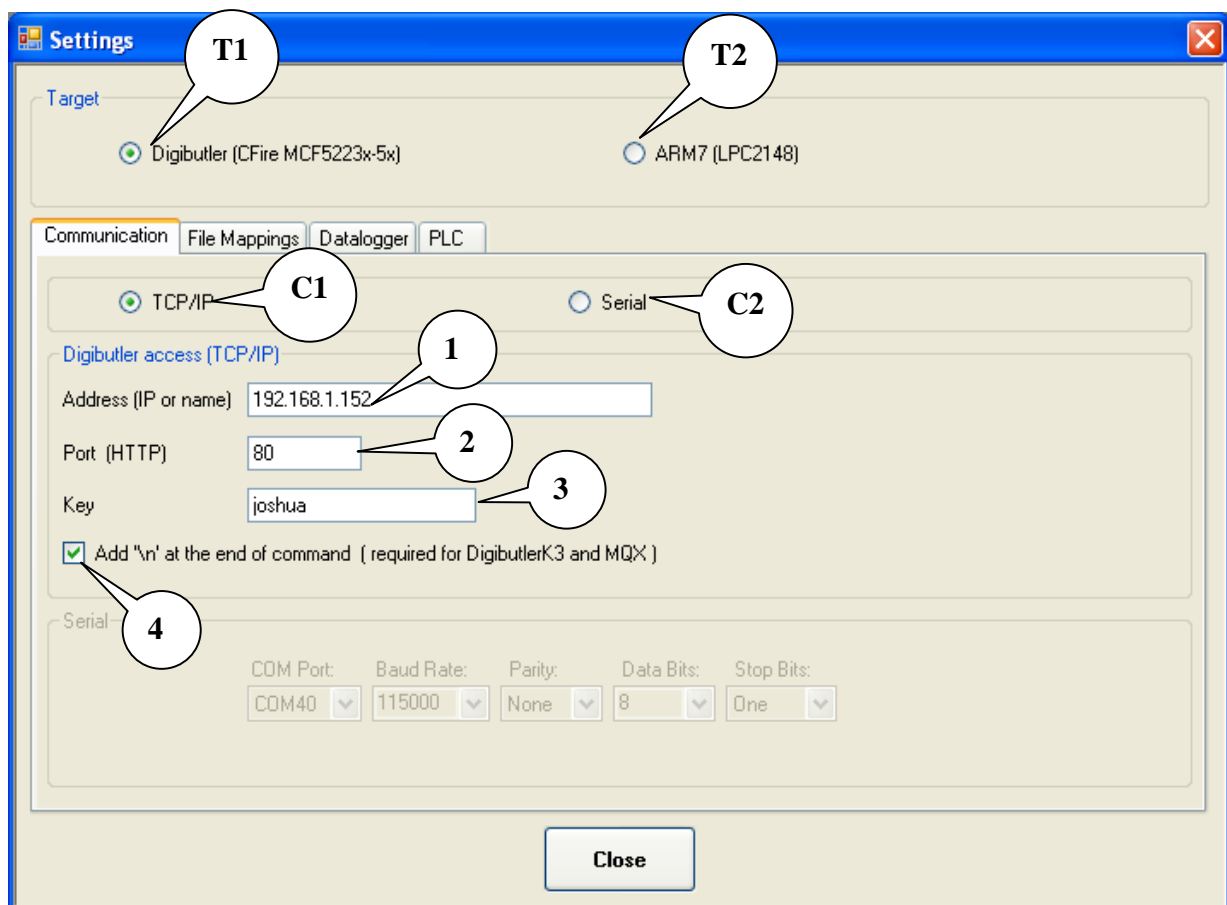 Settings
T1
T2
Target
Digibutler (CFire MCF5223x-5x)
ARM7 (LPC2148)
Communication File Mappings Datalogger PLC
TCP/IP
C1
Serial
C2
Digibutler access (TCP/IP)
1
Address (IP or name) 192.168.1.152
Port (HTTP) 80
2
Key joshua
3
Add '\n' at the end of command ( required for DigibutlerK3 and MQX )
4
Serial
COM Port: Baud Rate: Parity: Data Bits: Stop Bits:
COM40 115000 None 8 One
Close